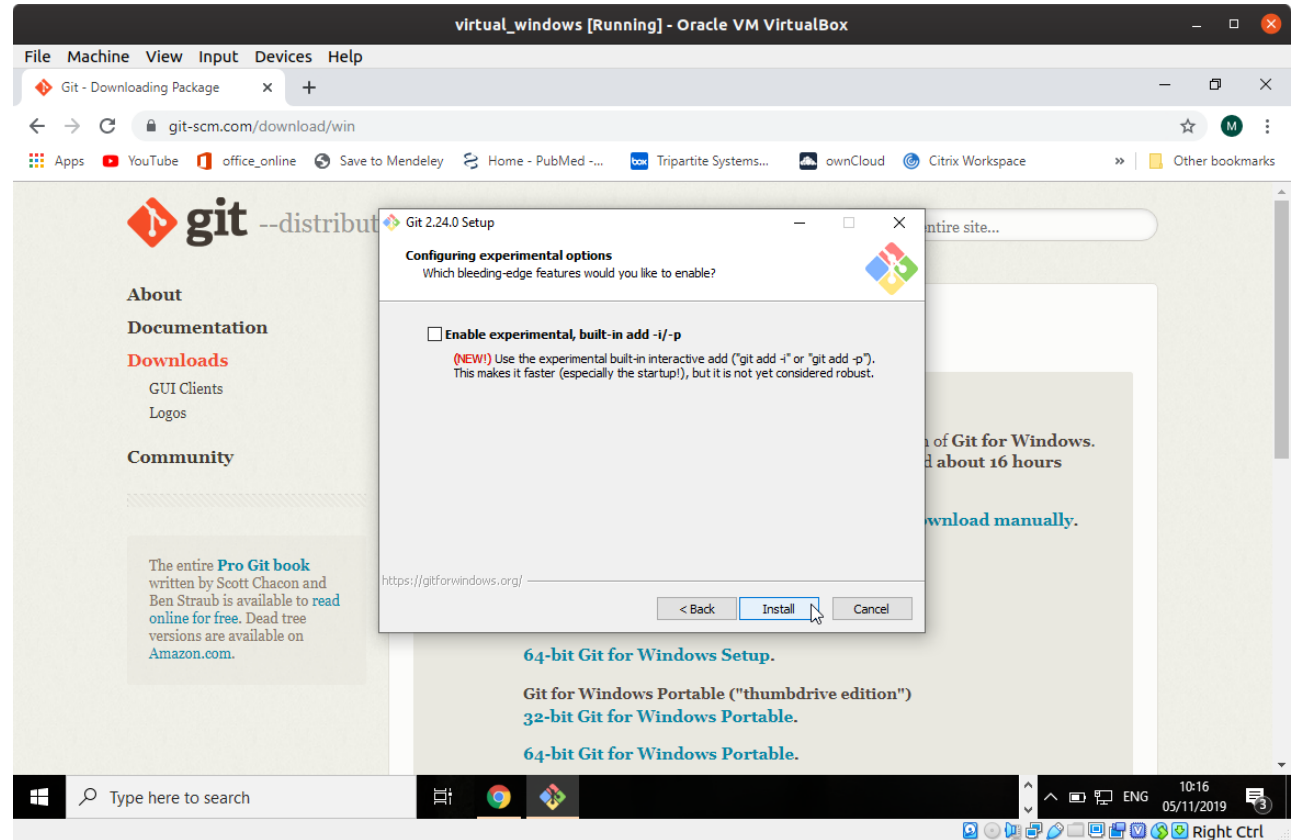 virtual_windows [Running] - Oracle VM VirtualBox
File Machine View Input Devices Help
Git - Downloading Package
git-scm.com/download/win
M
Apps YouTube office_online Save to Mendeley Home - PubMed -... box Tripartite Systems... ownCloud Citrix Workspace » Other bookmarks
git --distribut
ntire site...
About
Documentation
Downloads
GUI Clients
Logos
Community
The entire Pro Git book
written by Scott Chacon and
Ben Straub is available to read
online for free. Dead tree
versions are available on
Amazon.com.
Git 2.24.0 Setup
Configuring experimental options
Which bleeding-edge features would you like to enable?
Enable experimental, built-in add -i/-p
(NEW!) Use the experimental built-in interactive add ("git add -i" or "git add -p").
This makes it faster (especially the startup!), but it is not yet considered robust.
https://gitforwindows.org/
< Back Install Cancel
of Git for Windows.
about 16 hours
wnload manually.
64-bit Git for Windows Setup.
Git for Windows Portable ("thumbdrive edition")
32-bit Git for Windows Portable.
64-bit Git for Windows Portable.
Type here to search
ENG
10:16
05/11/2019
3
Right Ctrl